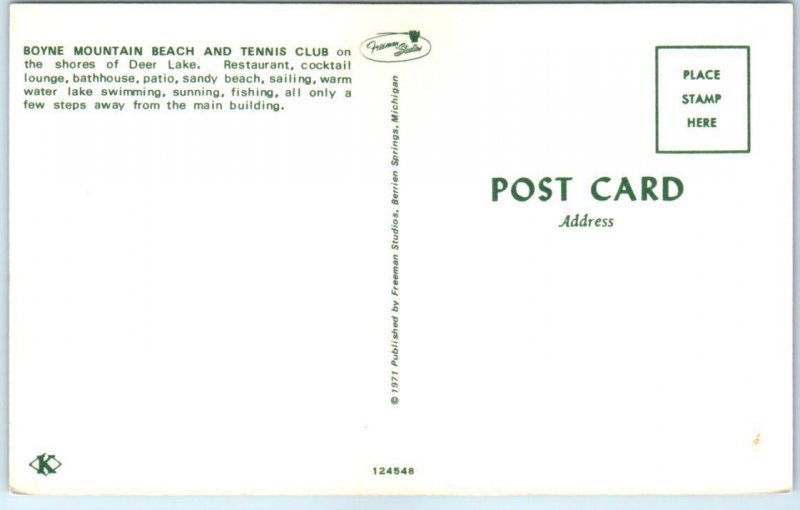 BOYNE MOUNTAIN BEACH AND TENNIS CLUB on
the shores of Deer Lake. Restaurant, cocktail
lounge, bathhouse, patio, sandy beach, sailing, warm
water lake swimming, sunning, fishing, all only a
few steps away from the main building.
Freeman Studios
© 1971 Published by Freeman Studios, Berrien Springs, Michigan
PLACE
STAMP
HERE
POST CARD
Address
K
124548